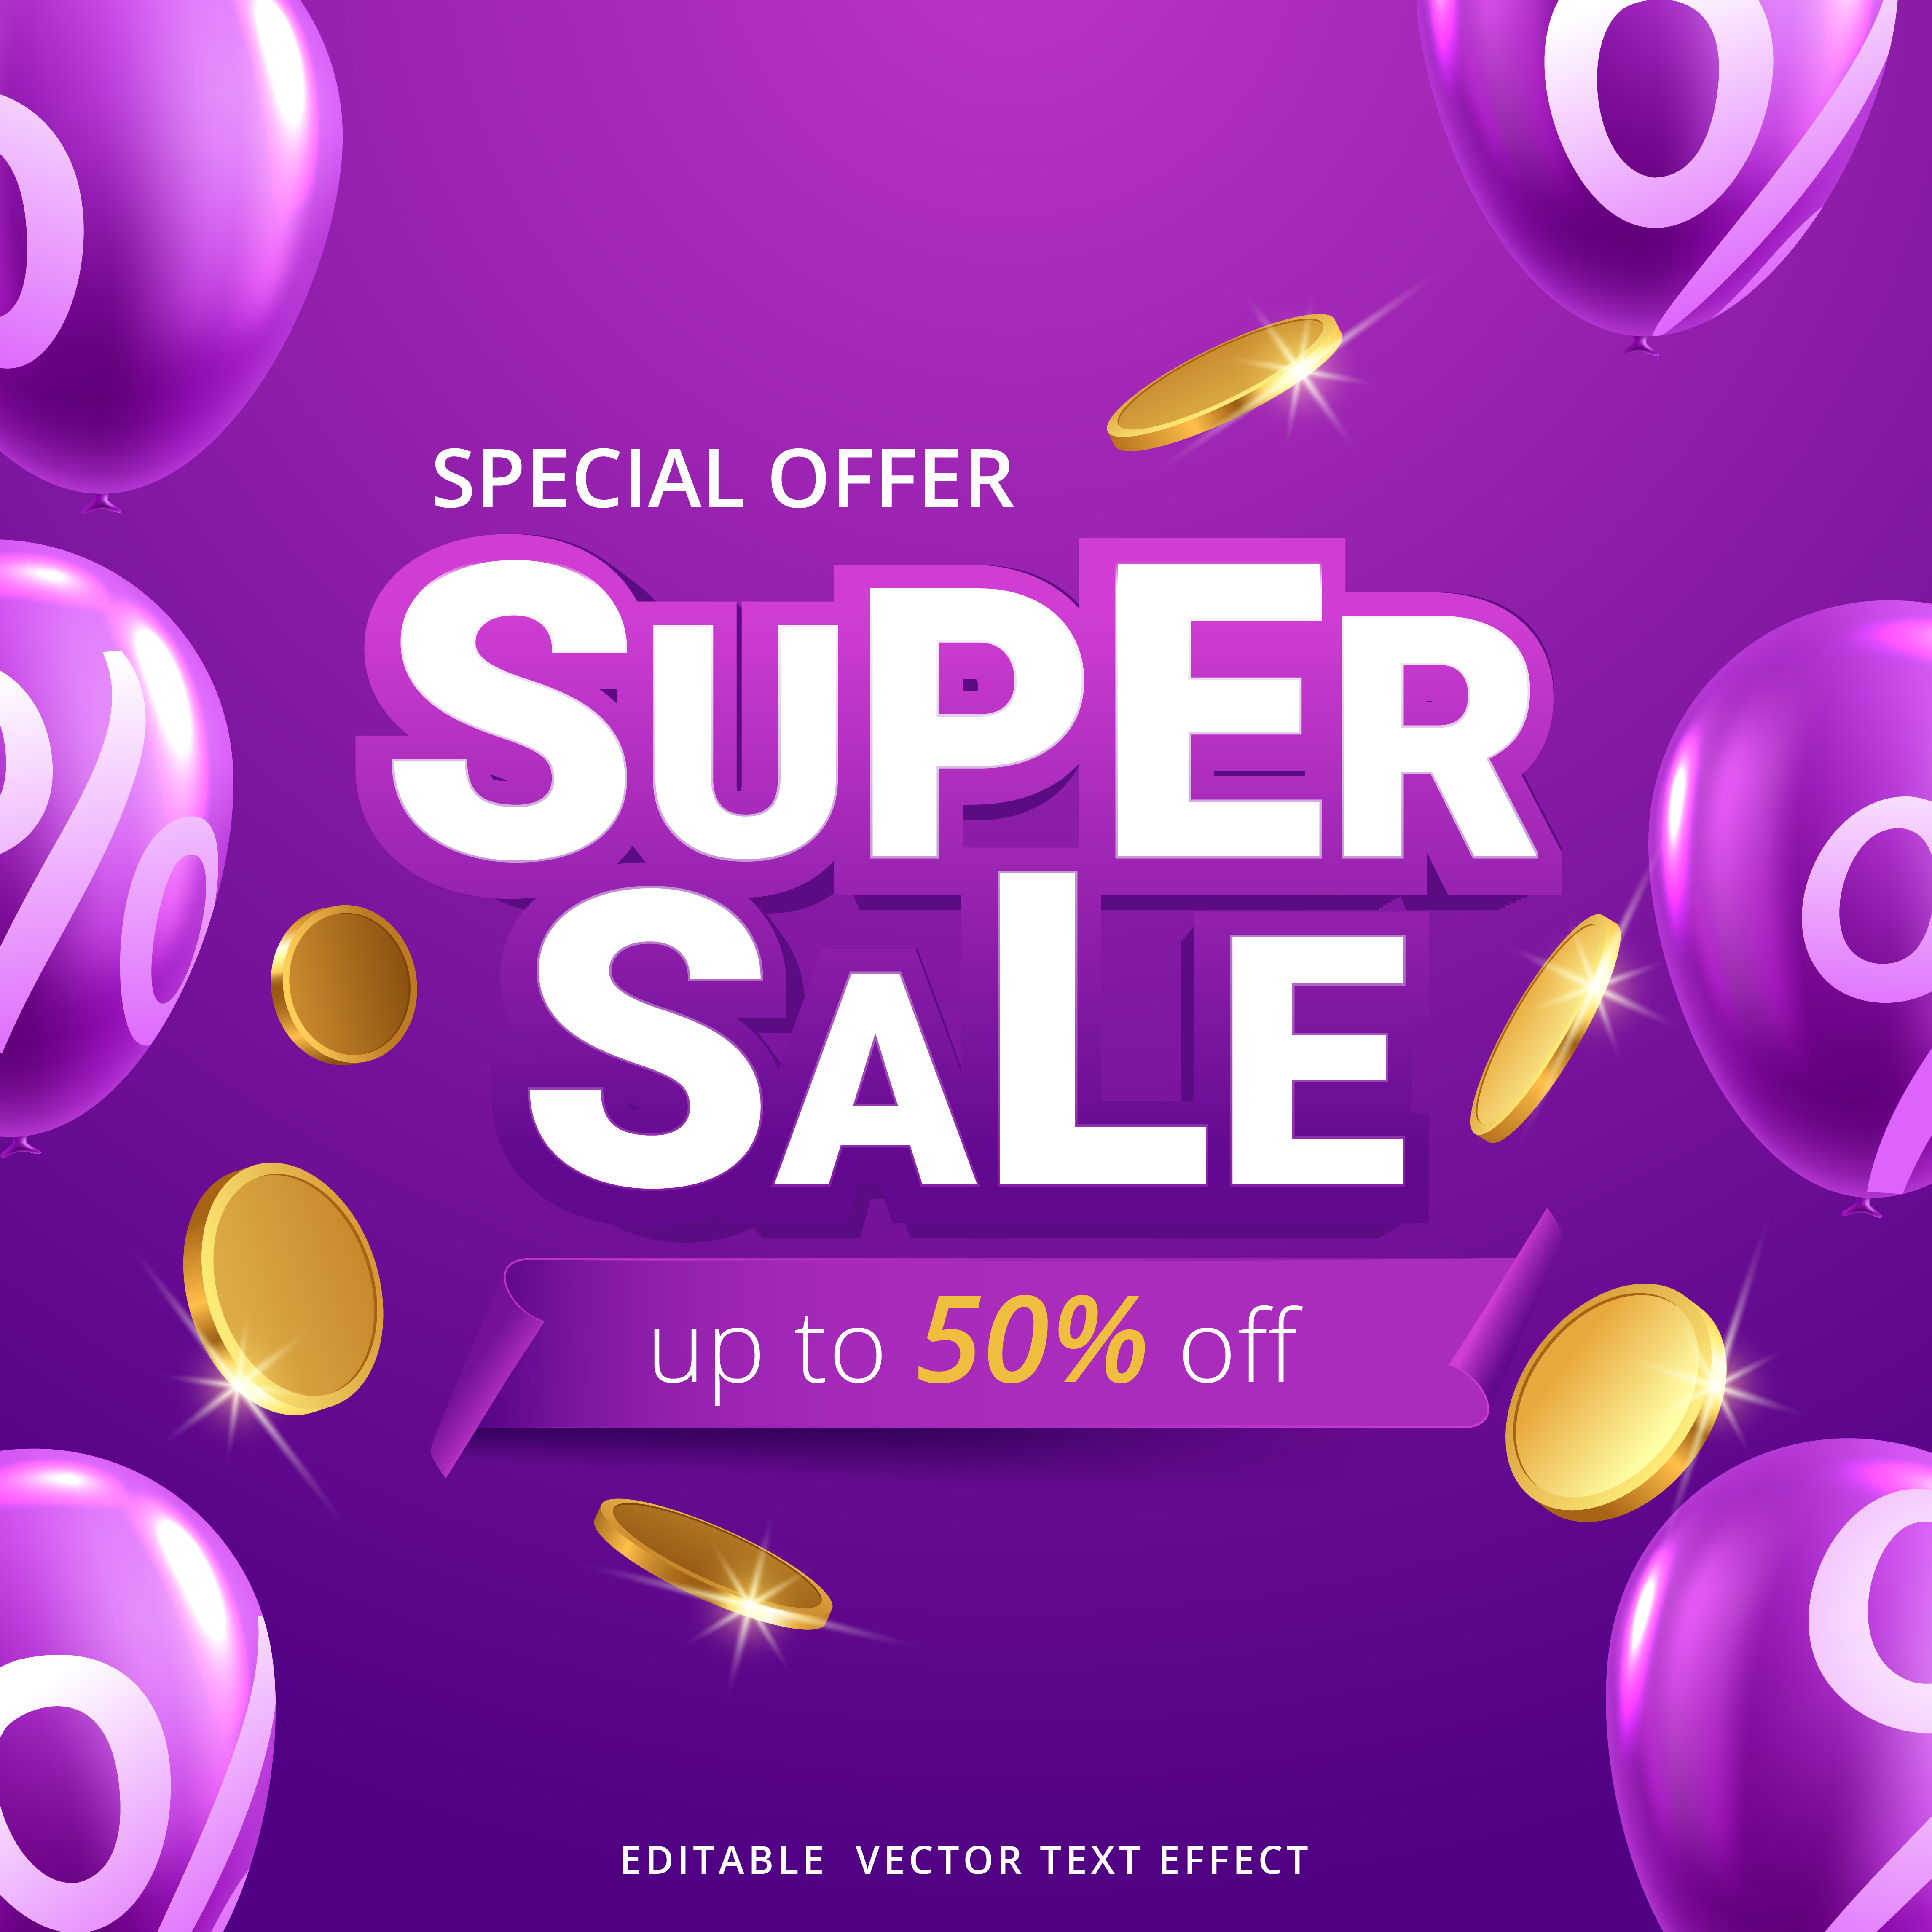 SPECIAL OFFER
SUPER
SALE
up to 50% off
EDITABLE VECTOR TEXT EFFECT